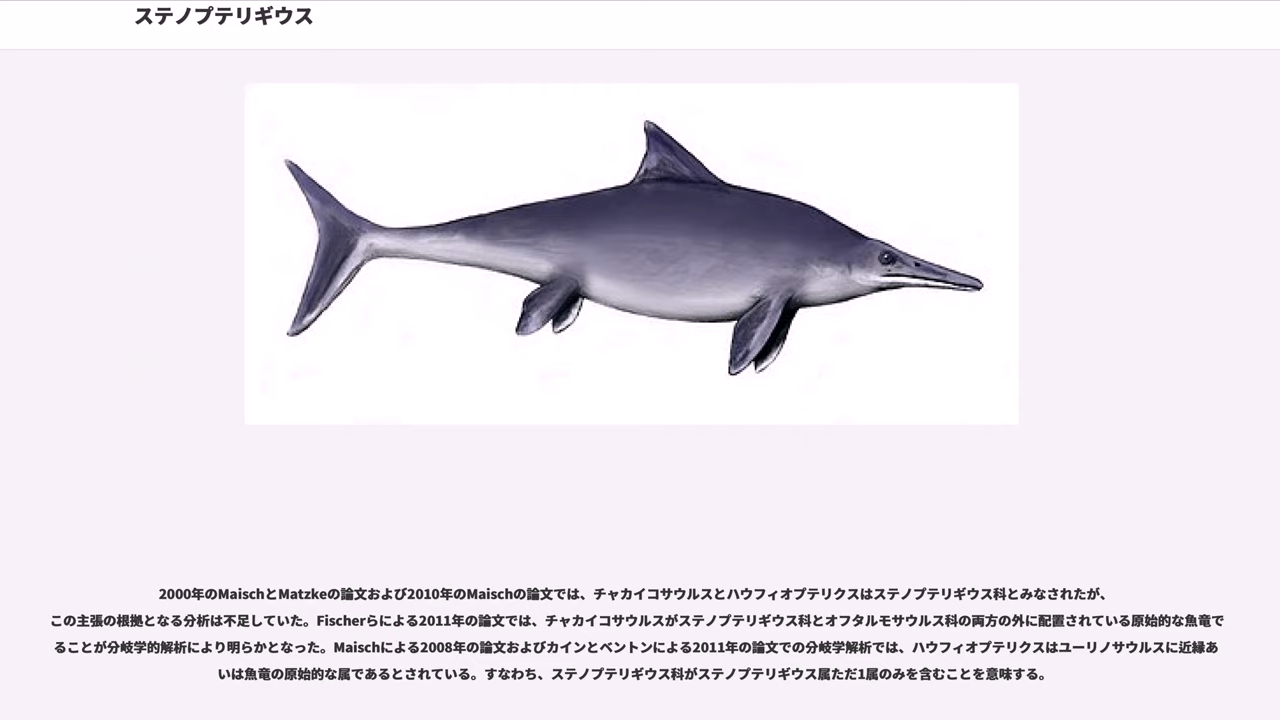 ステノプテリギウス
2000年のMaischとMatzkeの論文および2010年のMaischの論文では、チャカイコサウルスとハウフィオプテリクスはステノプテリギウス科とみなされたが、
この主張の根拠となる分析は不足していた。Fischerらによる2011年の論文では、チャカイコサウルスがステノプテリギウス科とオフタルモサウルス科の両方の外に配置されている原始的な魚竜で
ることが分岐学的解析により明らかとなった。Maischによる2008年の論文およびカインとベントンによる2011年の論文での分岐学解析では、ハウフィオプテリクスはユーリノサウルスに近縁あ
いは魚竜の原始的な属であるとされている。すなわち、ステノプテリギウス科がステノプテリギウス属ただ1属のみを含むことを意味する。